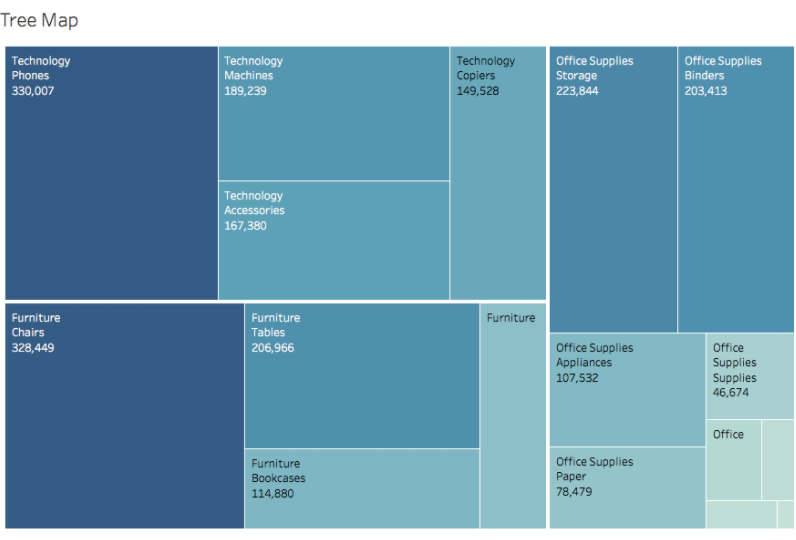 Tree Map
Technology
Phones
330,007
Technology
Machines
189,239
Technology
Accessories
167,380
Technology
Copiers
149,528
Furniture
Chairs
328,449
Furniture
Tables
206,966
Furniture
Bookcases
114,880
Furniture
Office Supplies
Storage
223,844
Office Supplies
Binders
203,413
Office Supplies
Appliances
107,532
Office Supplies
Paper
78,479
Office
Supplies
Supplies
46,674
Office